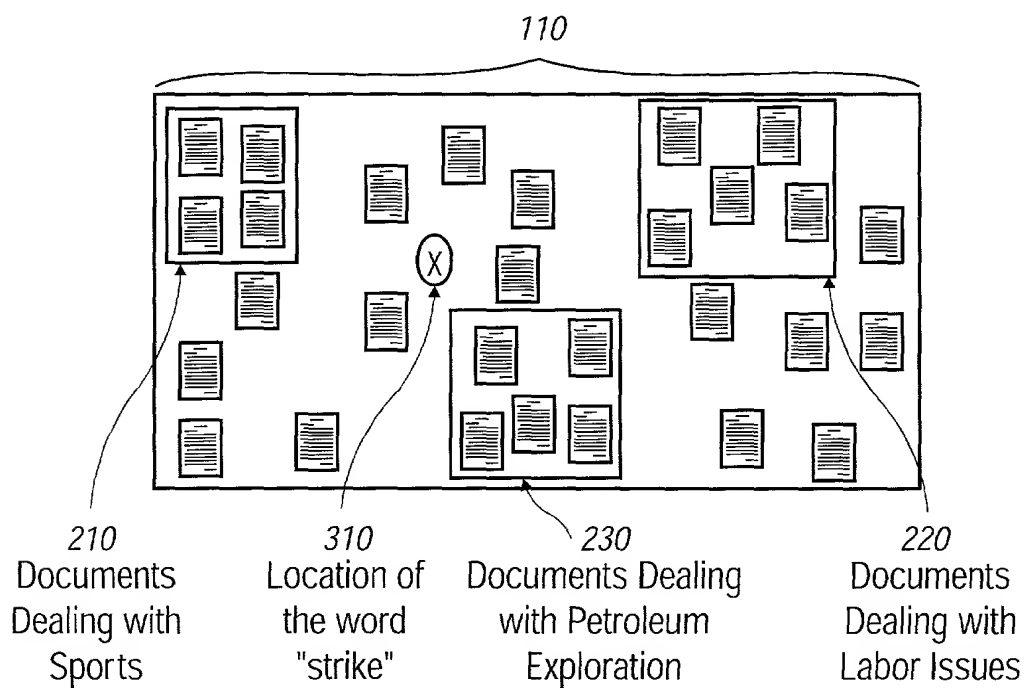 110
X
210
Documents
Dealing with
Sports
310
Location of
the word
"strike"
230
Documents Dealing
with Petroleum
Exploration
220
Documents
Dealing with
Labor Issues